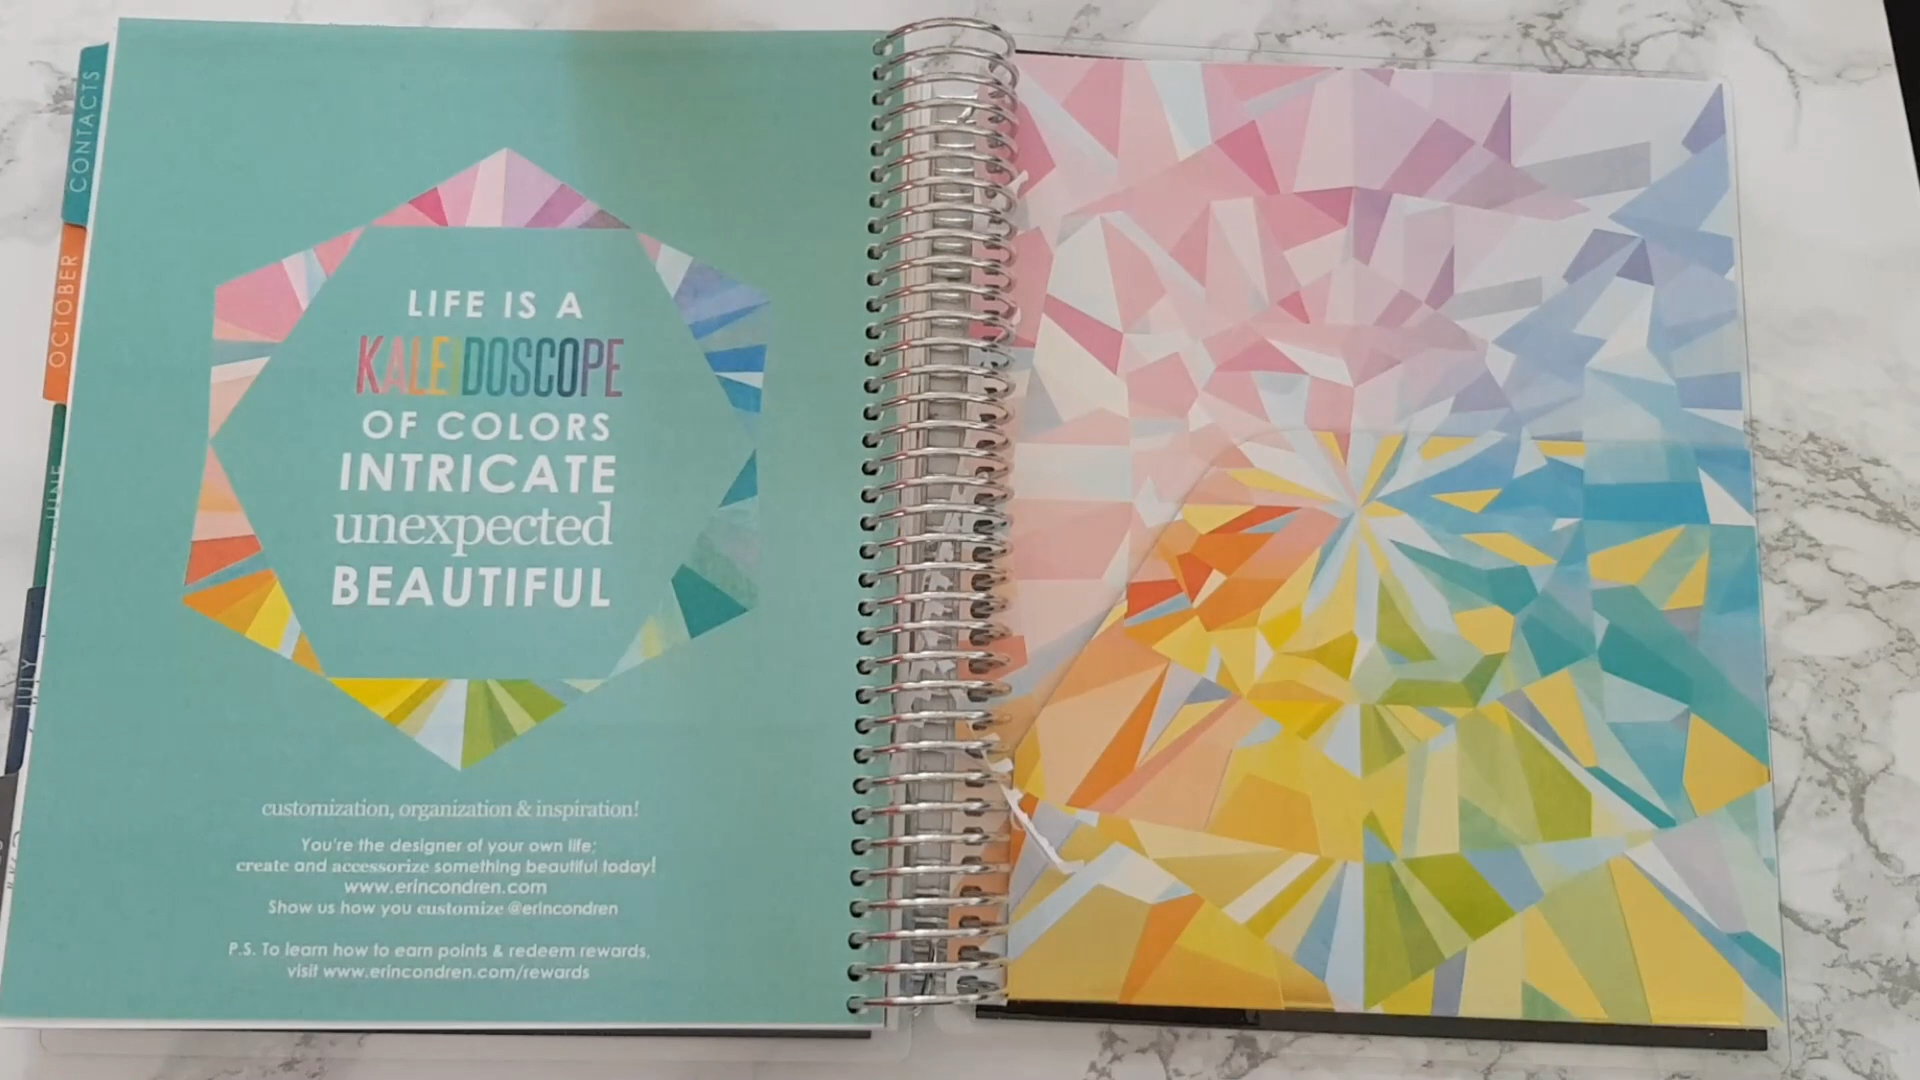 CONTACTS
OCTOBER
JUNE
JULY
LIFE IS A
KALEIDOSCOPE
OF COLORS
INTRICATE
unexpected
BEAUTIFUL
customization, organization & inspiration!
You're the designer of your own life;
create and accessorize something beautiful today!
www.erincondren.com
Show us how you customize @erincondren
P.S. To learn how to earn points & redeem rewards,
visit www.erincondren.com/rewards